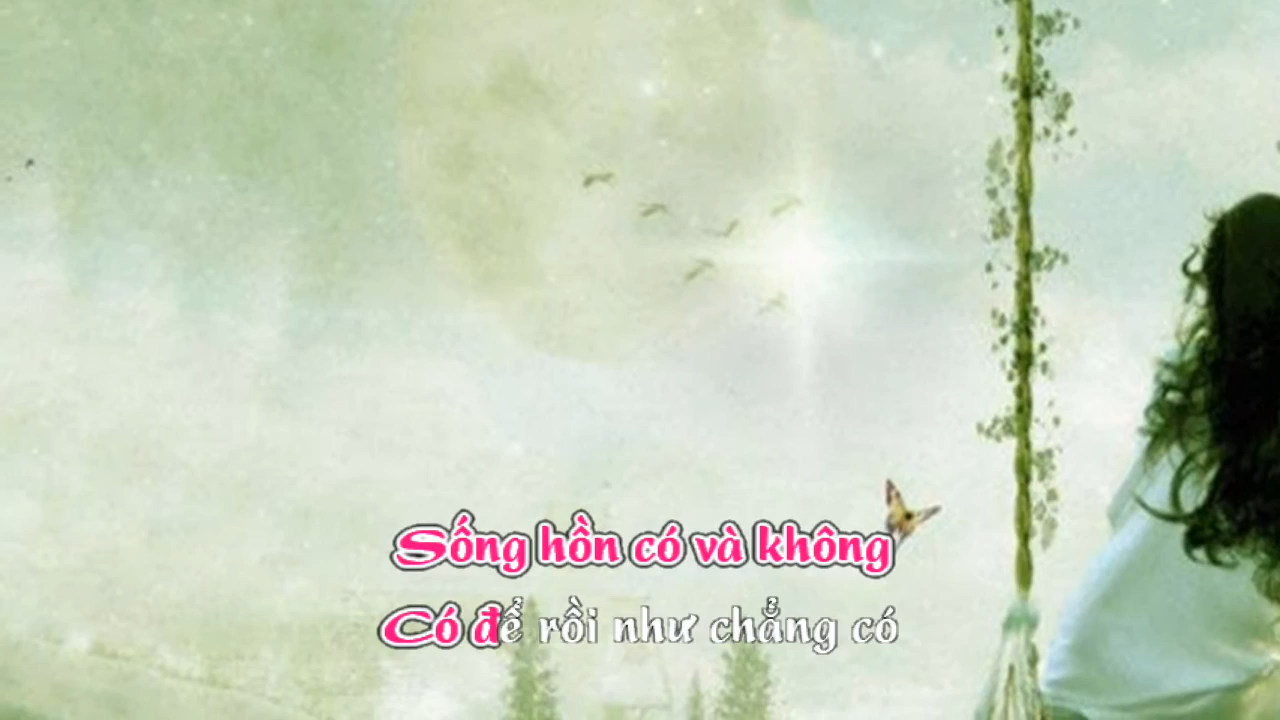 Sống hồn có và không
Có để rồi như chẳng có